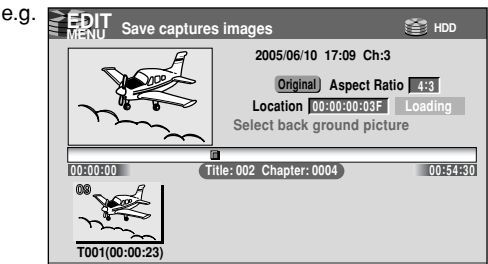 e.g.
EDIT
MENU
Save captures images
HDD
2005/06/10 17:09 Ch:3
Original Aspect Ratio 4:3
Location 00:00:00:03F Loading
Select back ground picture
00:00:00 Title: 002 Chapter: 0004 00:54:30
09
T001(00:00:23)